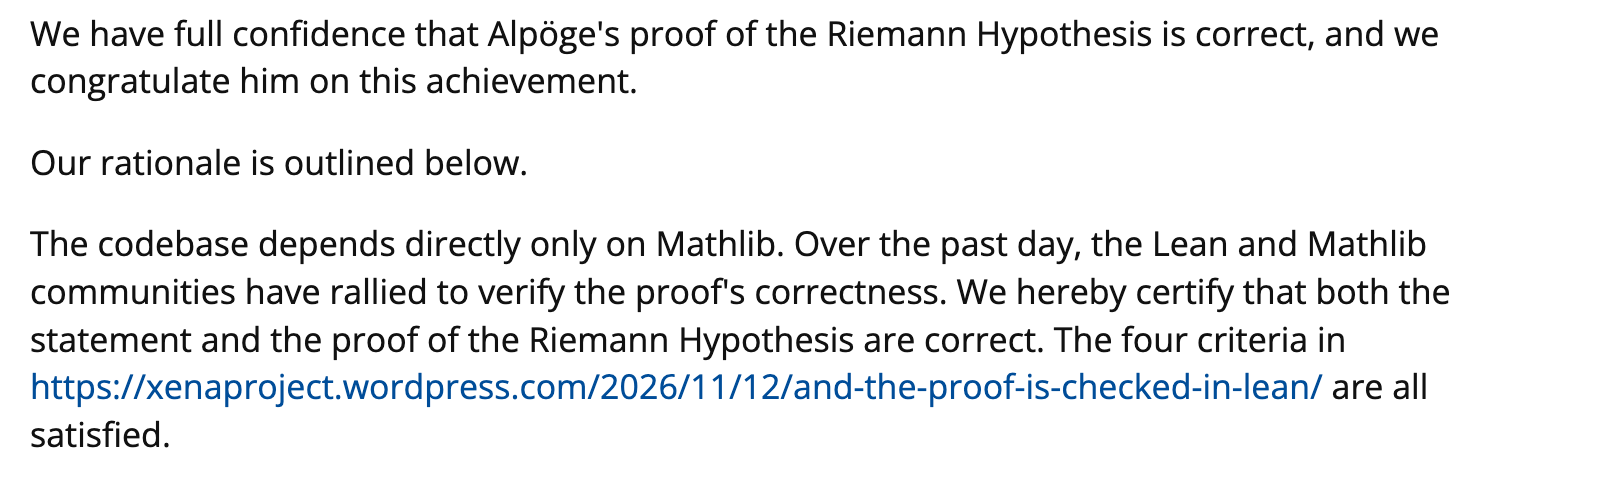 We have full confidence that Alpöge's proof of the Riemann Hypothesis is correct, and we
congratulate him on this achievement.
Our rationale is outlined below.
The codebase depends directly only on Mathlib. Over the past day, the Lean and Mathlib
communities have rallied to verify the proof's correctness. We hereby certify that both the
statement and the proof of the Riemann Hypothesis are correct. The four criteria in
https://xenaproject.wordpress.com/2026/11/12/and-the-proof-is-checked-in-lean/ are all
satisfied.